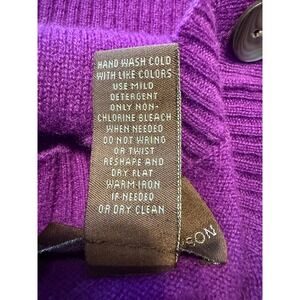 HAND WASH COLD
WITH LIKE COLORS
USE MILD
DETERGENT
ONLY NON-
CHLORINE BLEACH
WHEN NEEDED
DO NOT WRING
OR TWIST
RESHAPE AND
DRY FLAT
WARM IRON
IF NEEDED
OR DRY CLEAN